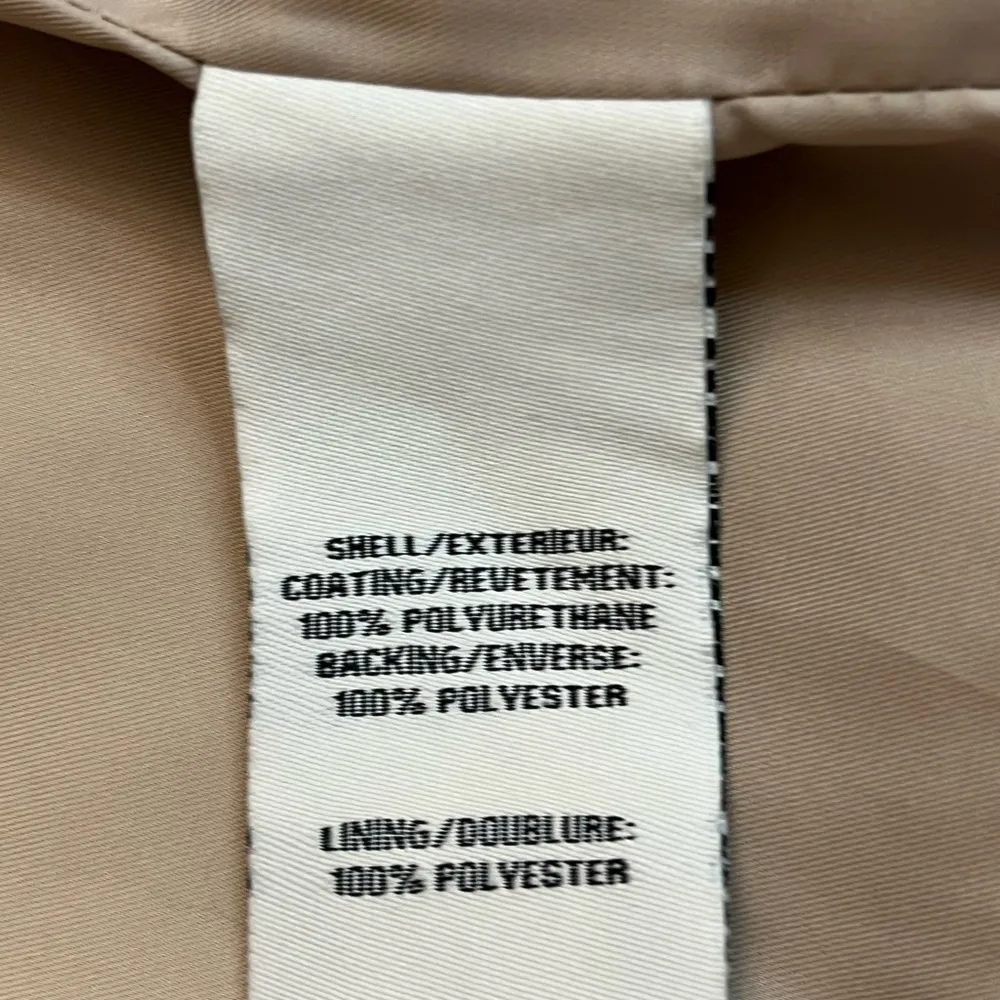 SHELL/EXTERIEUR:
COATING/REVETEMENT:
100% POLYURETHANE
BACKING/ENVERSE:
100% POLYESTER
LINING/DOUBLURE:
100% POLYESTER